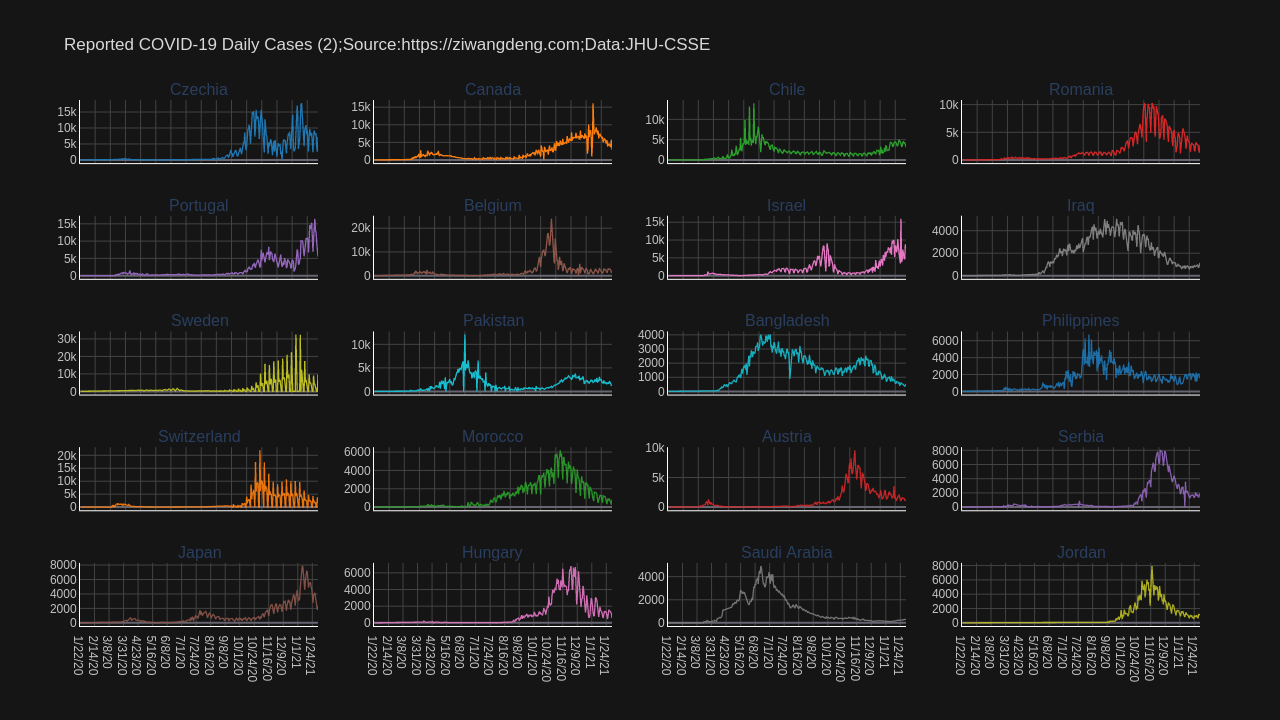 Reported COVID-19 Daily Cases (2);Source:https://ziwangdeng.com;Data:JHU-CSSE
Czechia
15k
10k
5k
0
Canada
15k
10k
5k
0
Chile
10k
5k
0
Romania
10k
5k
0
Portugal
15k
10k
5k
0
Belgium
20k
10k
0
Israel
15k
10k
5k
0
Iraq
4000
2000
0
Sweden
30k
20k
10k
0
Pakistan
10k
5k
0
Bangladesh
4000
3000
2000
1000
0
Philippines
6000
4000
2000
0
Switzerland
20k
15k
10k
5k
0
Morocco
6000
4000
2000
0
Austria
10k
5k
0
Serbia
8000
6000
4000
2000
0
Japan
8000
6000
4000
2000
0
1/22/20
2/14/20
3/8/20
3/31/20
4/23/20
5/16/20
6/8/20
7/1/20
7/24/20
8/16/20
9/8/20
10/1/20
10/24/20
11/16/20
12/9/20
1/1/21
1/24/21
Hungary
6000
4000
2000
0
1/22/20
2/14/20
3/8/20
3/31/20
4/23/20
5/16/20
6/8/20
7/1/20
7/24/20
8/16/20
9/8/20
10/1/20
10/24/20
11/16/20
12/9/20
1/1/21
1/24/21
Saudi Arabia
4000
2000
0
1/22/20
2/14/20
3/8/20
3/31/20
4/23/20
5/16/20
6/8/20
7/1/20
7/24/20
8/16/20
9/8/20
10/1/20
10/24/20
11/16/20
12/9/20
1/1/21
1/24/21
Jordan
8000
6000
4000
2000
0
1/22/20
2/14/20
3/8/20
3/31/20
4/23/20
5/16/20
6/8/20
7/1/20
7/24/20
8/16/20
9/8/20
10/1/20
10/24/20
11/16/20
12/9/20
1/1/21
1/24/21